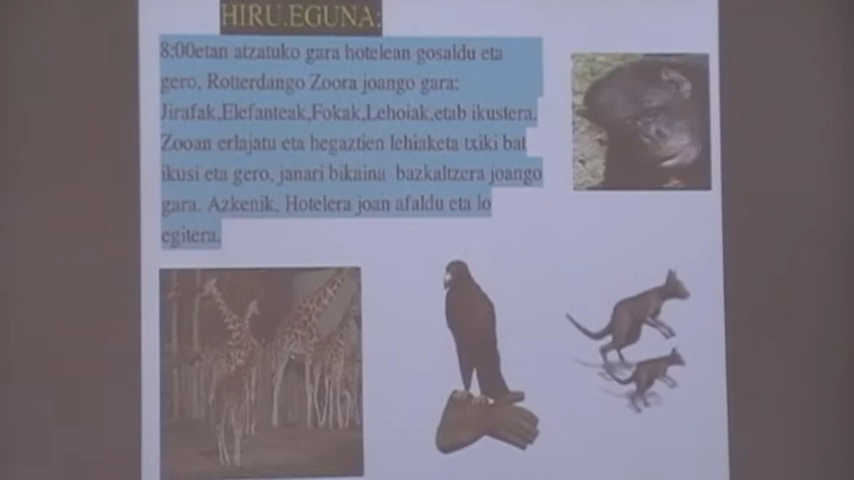 HIRU.EGUNA:
8:00etan atzatuko gara hotelean gosaldu eta
gero, Rotterdango Zoora joango gara:
Jirafak,Elefanteak,Fokak,Lehoiak,etab ikustera.
Zooan erlajatu eta hegaztien lehiaketa txiki bat
ikusi eta gero, janari bikaina bazkaltzera joango
gara. Azkenik, Hotelera joan afaldu eta lo
egitera.